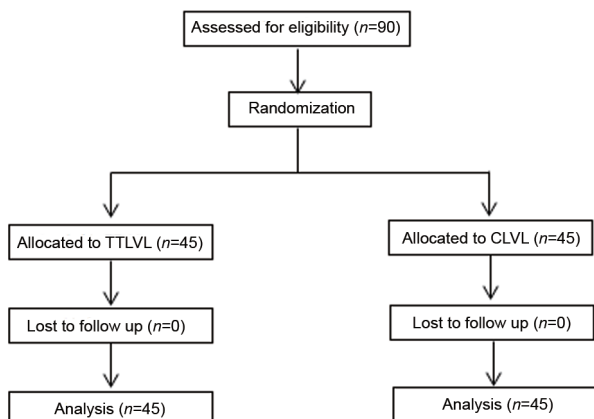 Assessed for eligibility (n=90)
Randomization
Allocated to TTLVL (n=45)
Allocated to CLVL (n=45)
Lost to follow up (n=0)
Lost to follow up (n=0)
Analysis (n=45)
Analysis (n=45)